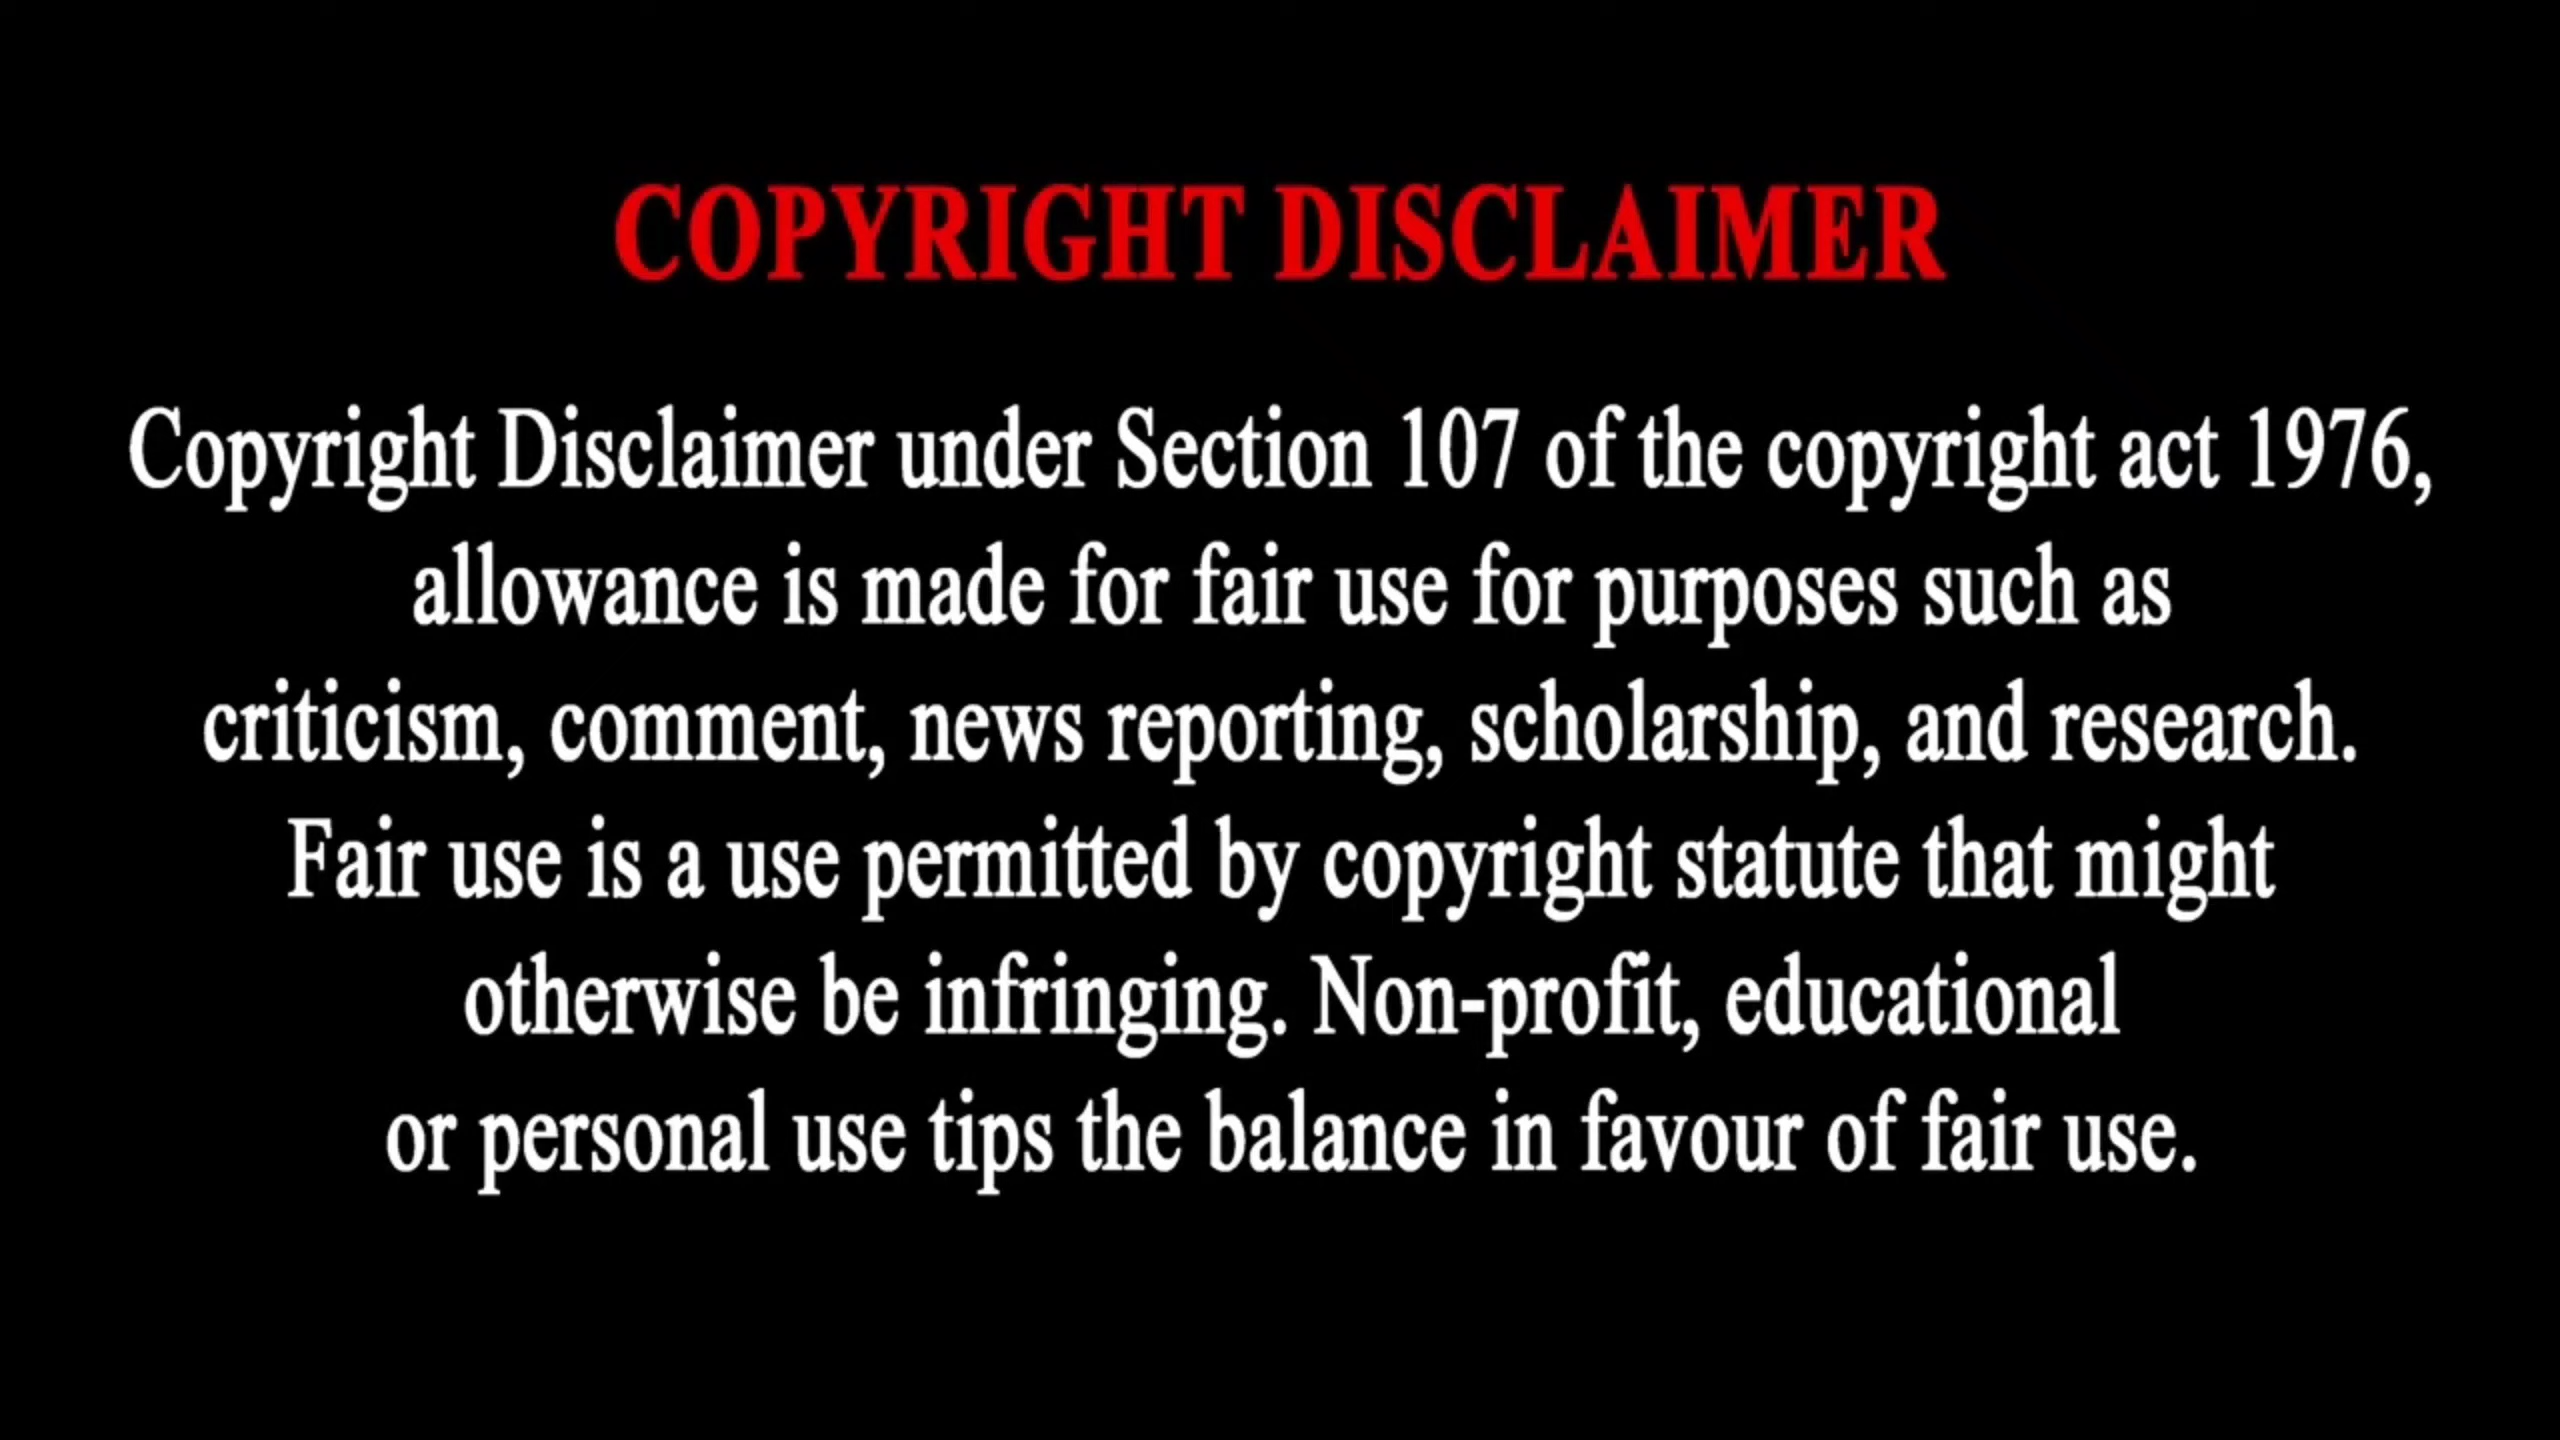 COPYRIGHT DISCLAIMER
Copyright Disclaimer under Section 107 of the copyright act 1976,
allowance is made for fair use for purposes such as
criticism, comment, news reporting, scholarship, and research.
Fair use is a use permitted by copyright statute that might
otherwise be infringing. Non-profit, educational
or personal use tips the balance in favour of fair use.